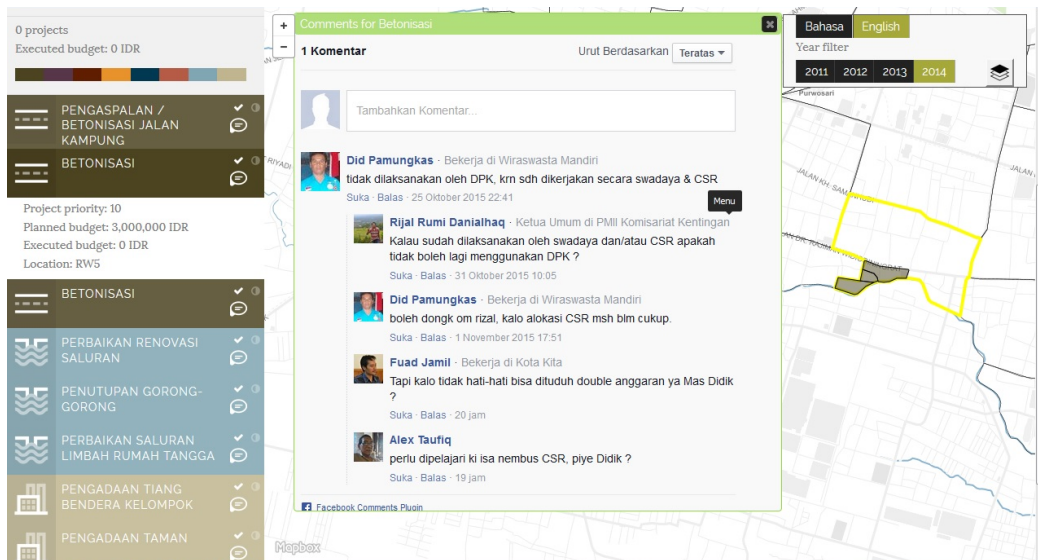 0 projects
Executed budget: 0 IDR
PENGASPALAN /
BETONISASI JALAN
KAMPUNG
BETONISASI
Project priority: 10
Planned budget: 3,000,000 IDR
Executed budget: 0 IDR
Location: RW5
BETONISASI
PERBAIKAN RENOVASI
SALURAN
PENUTUPAN GORONG-
GORONG
PERBAIKAN SALURAN
LIMBAH RUMAH TANGGA
PENGADAAN TIANG
BENDERA KELOMPOK
PENGADAAN TAMAN
+
−
Comments for Betonisasi
1 Komentar
Urut Berdasarkan Teratas
Tambahkan Komentar...
Did Pamungkas · Bekerja di Wiraswasta Mandiri
tidak dilaksanakan oleh DPK, krn sdh dikerjakan secara swadaya & CSR
Suka · Balas · 25 Oktober 2015 22:41
Menu
Rijal Rumi Danialhaq · Ketua Umum di PMII Komisariat Kentingan
Kalau sudah dilaksanakan oleh swadaya dan/atau CSR apakah
tidak boleh lagi menggunakan DPK ?
Suka · Balas · 31 Oktober 2015 10:05
Did Pamungkas · Bekerja di Wiraswasta Mandiri
boleh dongk om rizal, kalo alokasi CSR msh blm cukup.
Suka · Balas · 1 November 2015 17:51
Fuad Jamil · Bekerja di Kota Kita
Tapi kalo tidak hati-hati bisa dituduh double anggaran ya Mas Didik
?
Suka · Balas · 20 jam
Alex Taufiq
perlu dipelajari ki isa nembus CSR, piye Didik ?
Suka · Balas · 19 jam
Facebook Comments Plugin
Mapbox
Bahasa English
Year filter
2011 2012 2013 2014
Purwosari
RIYADI
JALAN